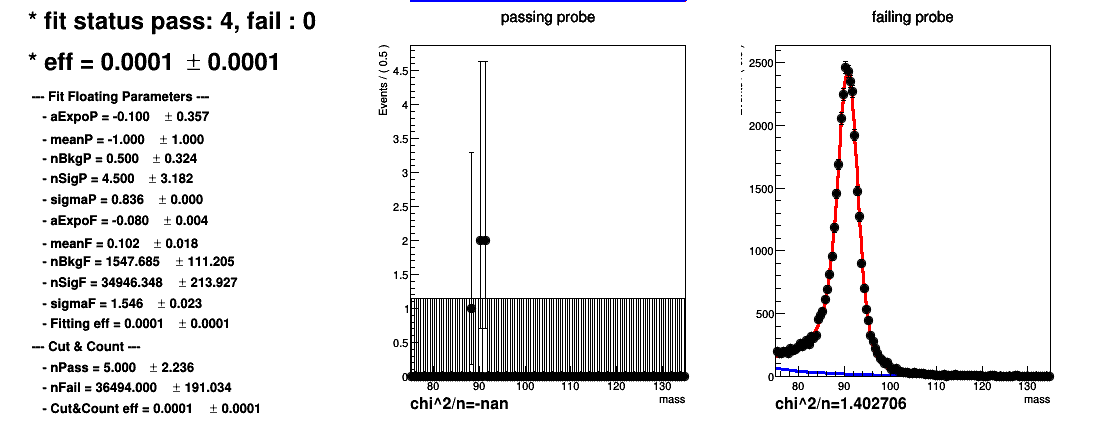 * fit status pass: 4, fail : 0
* eff = 0.0001 ± 0.0001
--- Fit Floating Parameters ---
- aExpoP = -0.100 ± 0.357
- meanP = -1.000 ± 1.000
- nBkgP = 0.500 ± 0.324
- nSigP = 4.500 ± 3.182
- sigmaP = 0.836 ± 0.000
- aExpoF = -0.080 ± 0.004
- meanF = 0.102 ± 0.018
- nBkgF = 1547.685 ± 111.205
- nSigF = 34946.348 ± 213.927
- sigmaF = 1.546 ± 0.023
- Fitting eff = 0.0001 ± 0.0001
--- Cut & Count ---
- nPass = 5.000 ± 2.236
- nFail = 36494.000 ± 191.034
- Cut&Count eff = 0.0001 ± 0.0001
passing probe
Events / ( 0.5 )
4.5
4
3.5
3
2.5
2
1.5
1
0.5
0
80 90 100 110 120 130
mass
chi^2/n=-nan
failing probe
2500
2000
1500
1000
500
0
80 90 100 110 120 130
mass
chi^2/n=1.402706